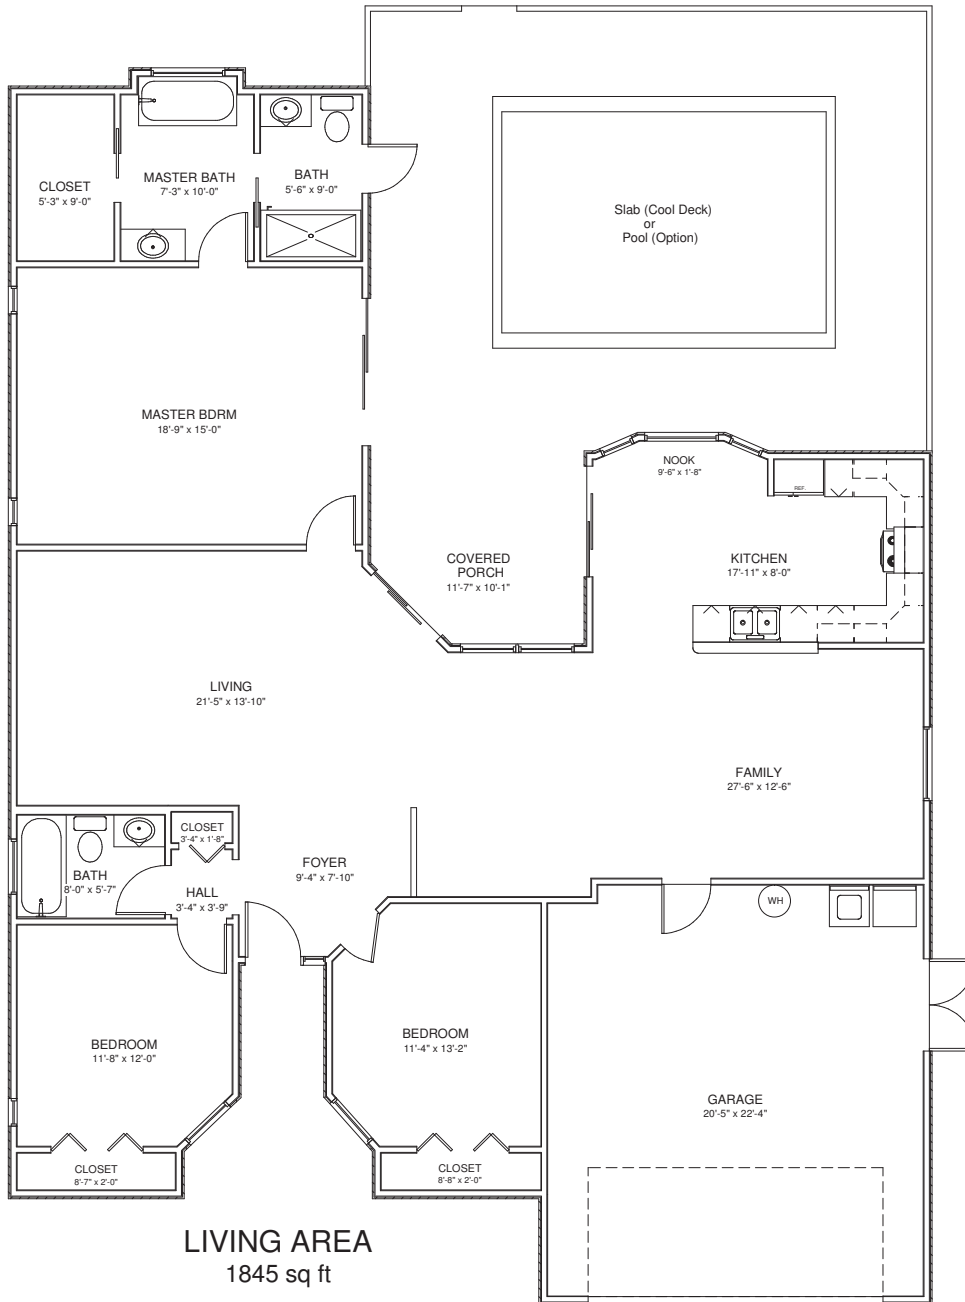 CLOSET
5'-3" x 9'-0"
MASTER BATH
7'-3" x 10'-0"
BATH
5'-6" x 9'-0"
Slab (Cool Deck)
or
Pool (Option)
MASTER BDRM
18'-9" x 15'-0"
NOOK
9'-6" x 1'-8"
REF.
COVERED
PORCH
11'-7" x 10'-1"
KITCHEN
17'-11" x 8'-0"
LIVING
21'-5" x 13'-10"
FAMILY
27'-6" x 12'-6"
CLOSET
3'-4" x 1'-8"
BATH
8'-0" x 5'-7"
HALL
3'-4" x 3'-9"
FOYER
9'-4" x 7'-10"
WH
BEDROOM
11'-8" x 12'-0"
BEDROOM
11'-4" x 13'-2"
GARAGE
20'-5" x 22'-4"
CLOSET
8'-7" x 2'-0"
CLOSET
8'-8" x 2'-0"
LIVING AREA
1845 sq ft